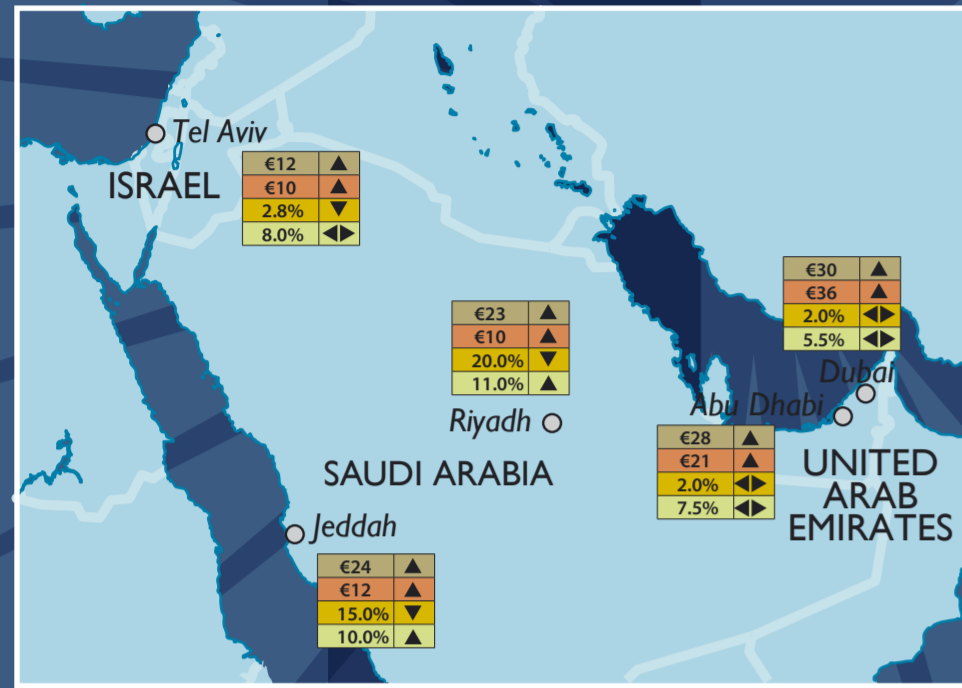 Tel Aviv
ISRAEL
€12 ▲
€10 ▲
2.8% ▼
8.0% ◀▶
€30 ▲
€36 ▲
2.0% ◀▶
5.5% ◀▶
Dubai
€23 ▲
€10 ▲
20.0% ▼
11.0% ▲
Riyadh
Abu Dhabi
€28 ▲
€21 ▲
2.0% ◀▶
7.5% ◀▶
UNITED
ARAB
EMIRATES
SAUDI ARABIA
Jeddah
€24 ▲
€12 ▲
15.0% ▼
10.0% ▲